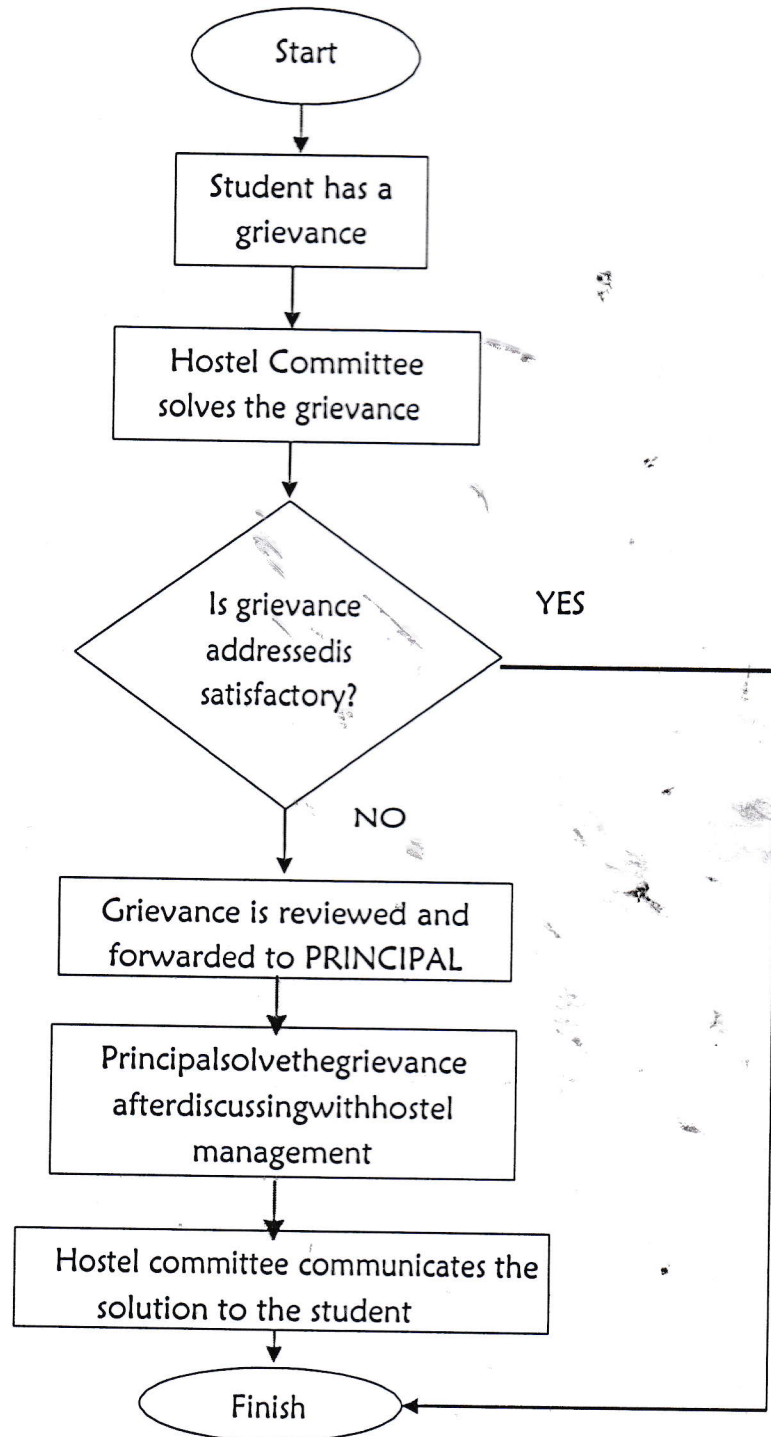 Start
Student has a
grievance
Hostel Committee
solves the grievance
Is grievance
addressedis
satisfactory?
YES
NO
Grievance is reviewed and
forwarded to PRINCIPAL
Principalsolvethegrievance
afterdiscussingwithhostel
management
Hostel committee communicates the
solution to the student
Finish